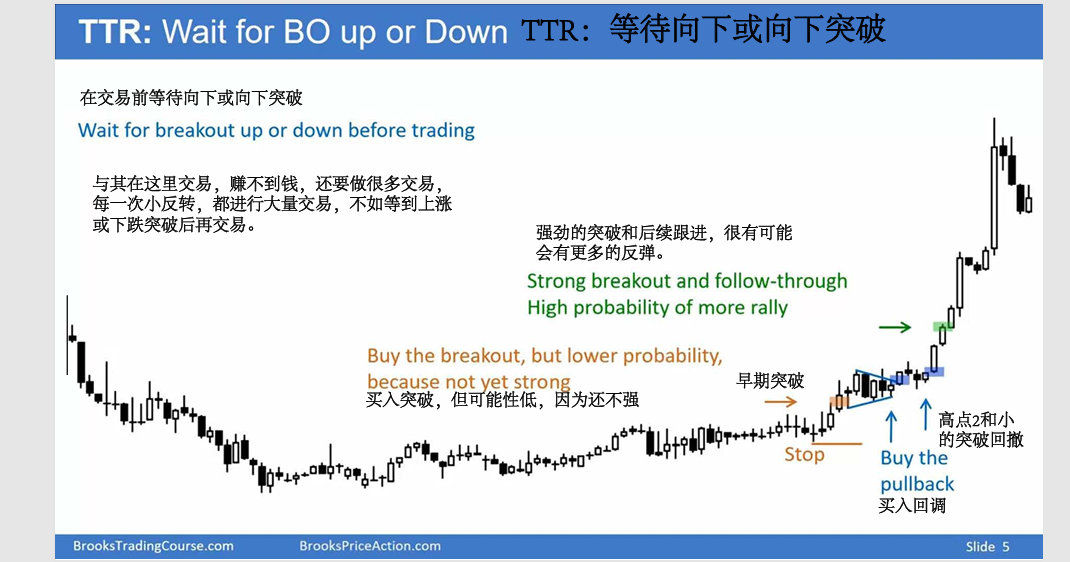 TTR: Wait for BO up or Down TTR：等待向下或向下突破
在交易前等待向下或向下突破
Wait for breakout up or down before trading
与其在这里交易，赚不到钱，还要做很多交易，
每一次小反转，都进行大量交易，不如等到上涨
或下跌突破后再交易。
强劲的突破和后续跟进，很有可能
会有更多的反弹。
Strong breakout and follow-through
High probability of more rally
Buy the breakout, but lower probability,
because not yet strong
买入突破，但可能性低，因为还不强
早期突破
Stop
高点2和小
的突破回撤
Buy the
pullback
买入回调
BrooksTradingCourse.com
BrooksPriceAction.com
Slide 5